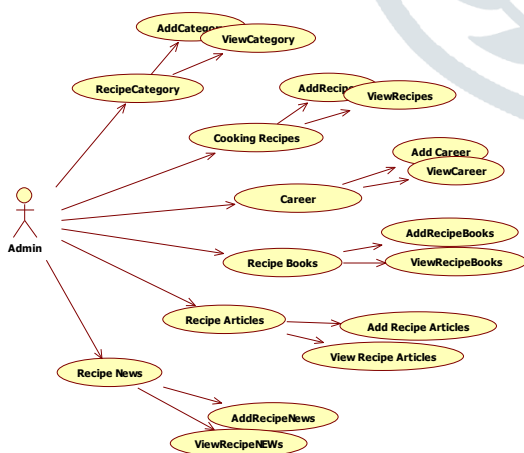 AddCategory
ViewCategory
RecipeCategory
AddRecipes
ViewRecipes
Cooking Recipes
Add Career
ViewCareer
Career
Admin
AddRecipeBooks
Recipe Books
ViewRecipeBooks
Recipe Articles
Add Recipe Articles
View Recipe Articles
Recipe News
AddRecipeNews
ViewRecipeNEWs